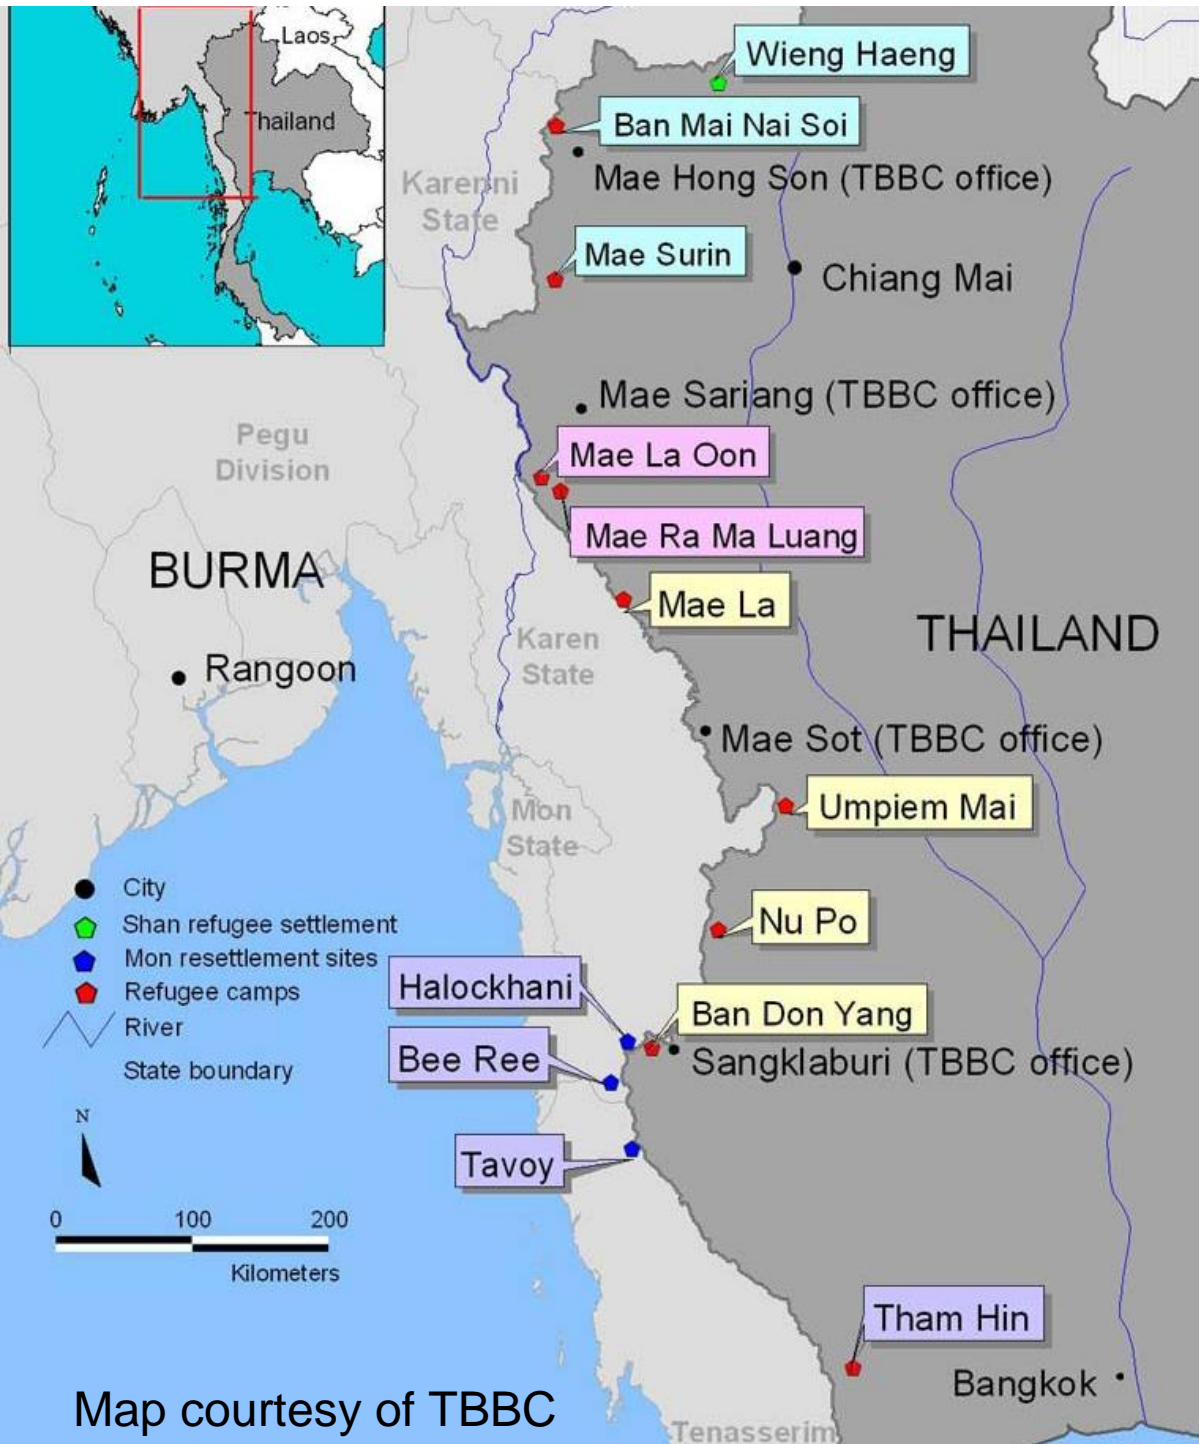 Laos
Thailand
Wieng Haeng
Ban Mai Nai Soi
Mae Hong Son (TBBC office)
Karenni
State
Mae Surin
Chiang Mai
Mae Sariang (TBBC office)
Pegu
Division
Mae La Oon
Mae Ra Ma Luang
BURMA
Mae La
THAILAND
Karen
State
Rangoon
Mae Sot (TBBC office)
Umpiem Mai
Mon
State
City
Shan refugee settlement
Mon resettlement sites
Refugee camps
River
State boundary
Nu Po
Halockhani
Ban Don Yang
Bee Ree
Sangklaburi (TBBC office)
N
Tavoy
0 100 200
Kilometers
Tham Hin
Bangkok
Map courtesy of TBBC
Tenasserim